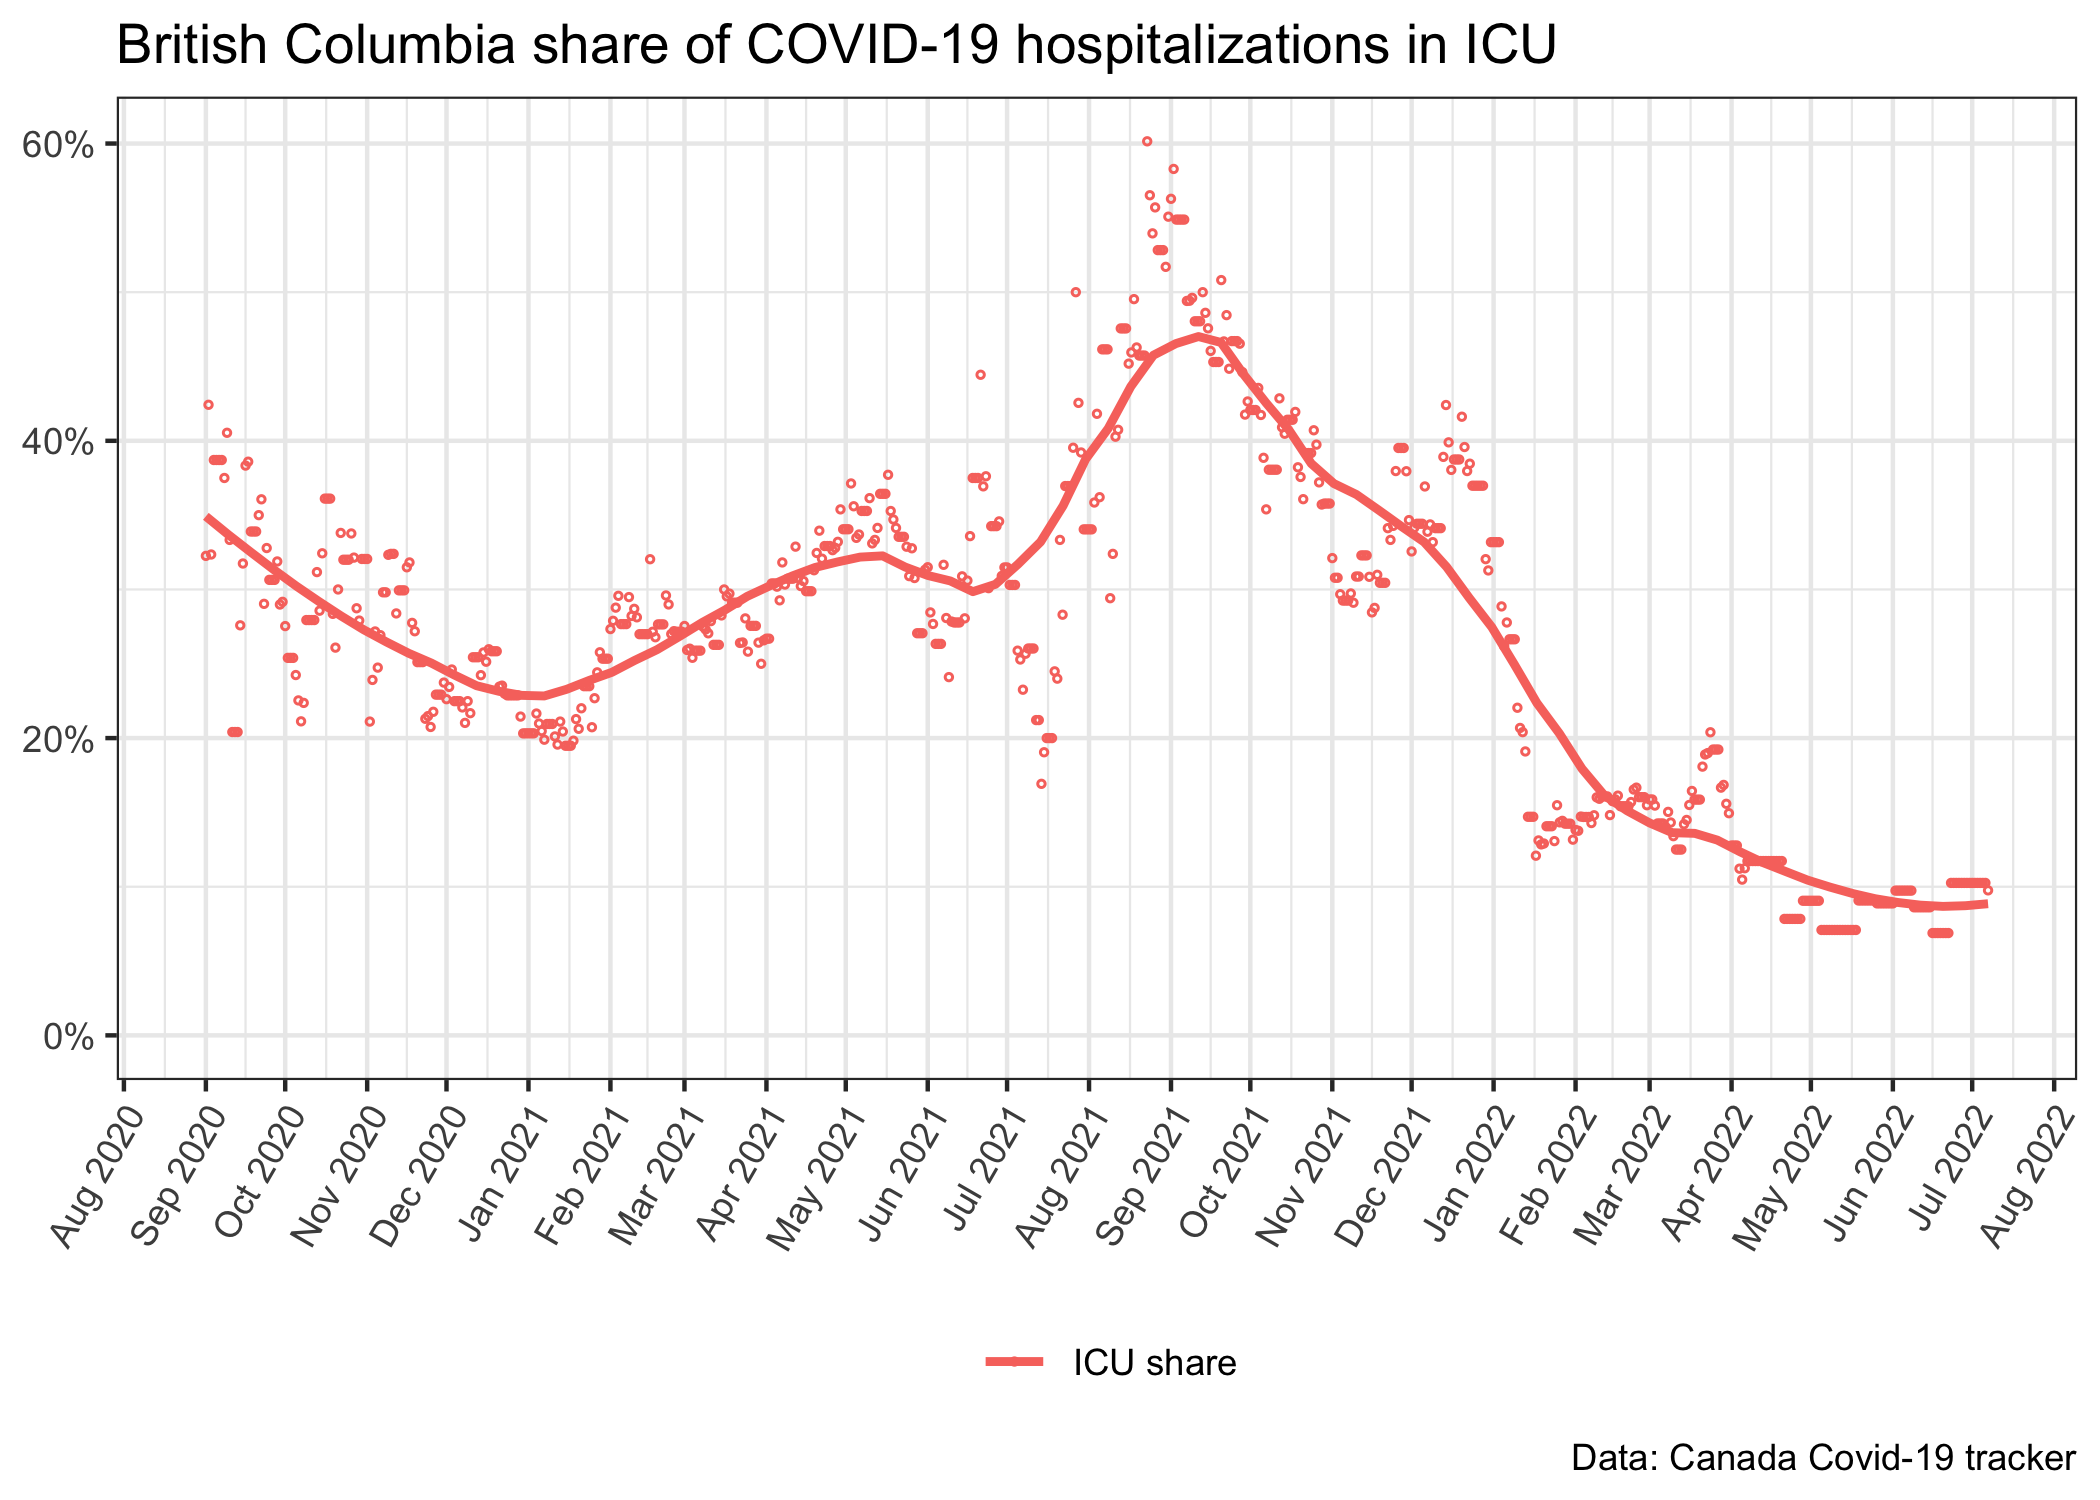 British Columbia share of COVID-19 hospitalizations in ICU
60%
40%
20%
0%
Aug 2020
Sep 2020
Oct 2020
Nov 2020
Dec 2020
Jan 2021
Feb 2021
Mar 2021
Apr 2021
May 2021
Jun 2021
Jul 2021
Aug 2021
Sep 2021
Oct 2021
Nov 2021
Dec 2021
Jan 2022
Feb 2022
Mar 2022
Apr 2022
May 2022
Jun 2022
Jul 2022
Aug 2022
ICU share
Data: Canada Covid-19 tracker